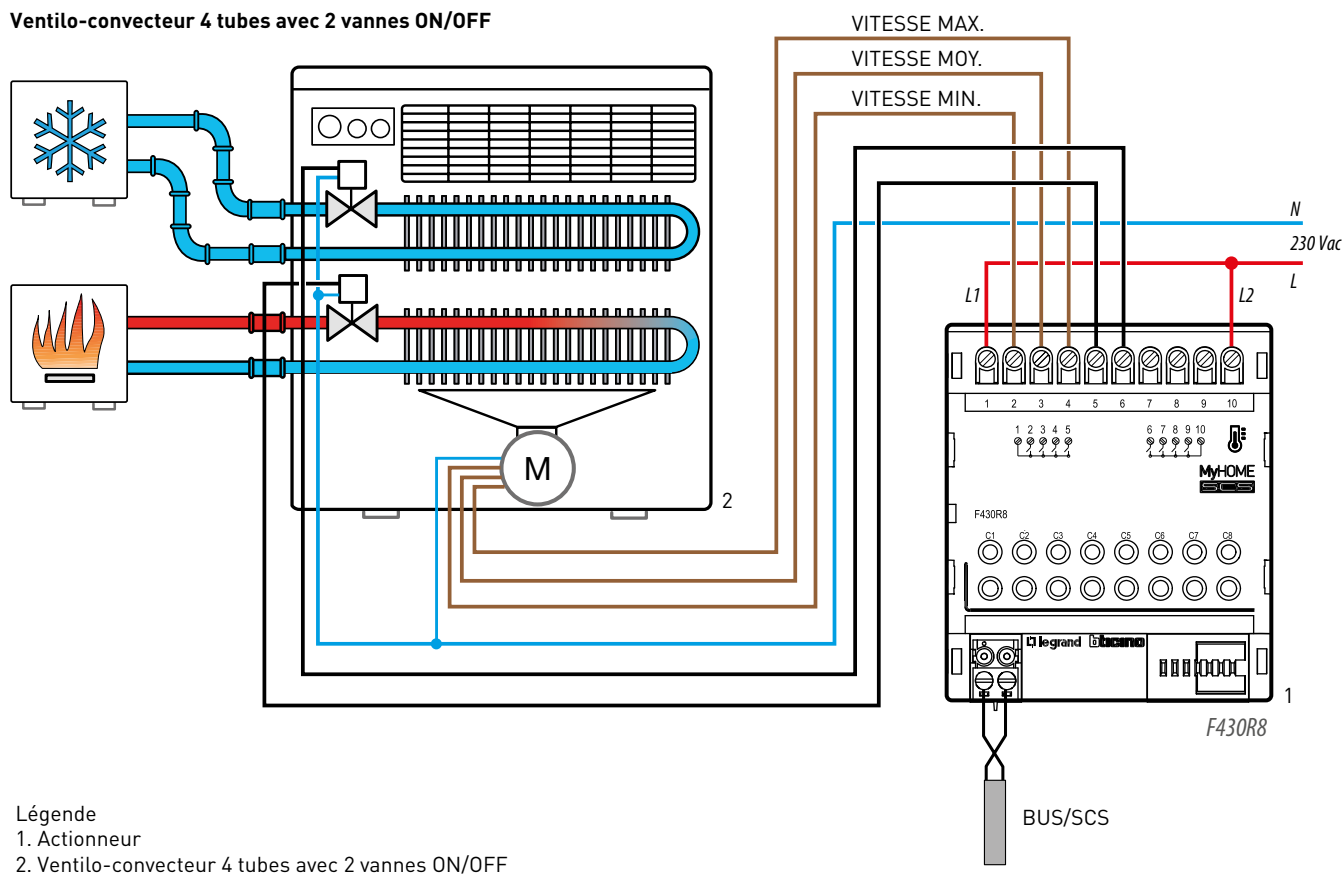 Ventilo-convecteur 4 tubes avec 2 vannes ON/OFF
VITESSE MAX.
VITESSE MOY.
VITESSE MIN.
N
230 Vac
L
L1
L2
1 2 3 4 5 6 7 8 9 10
1 2 3 4 5
6 7 8 9 10
MyHOME
SCS
F430R8
C1 C2 C3 C4 C5 C6 C7 C8
M
2
legrand bticino
1
F430R8
BUS/SCS
Légende
1. Actionneur
2. Ventilo-convecteur 4 tubes avec 2 vannes ON/OFF